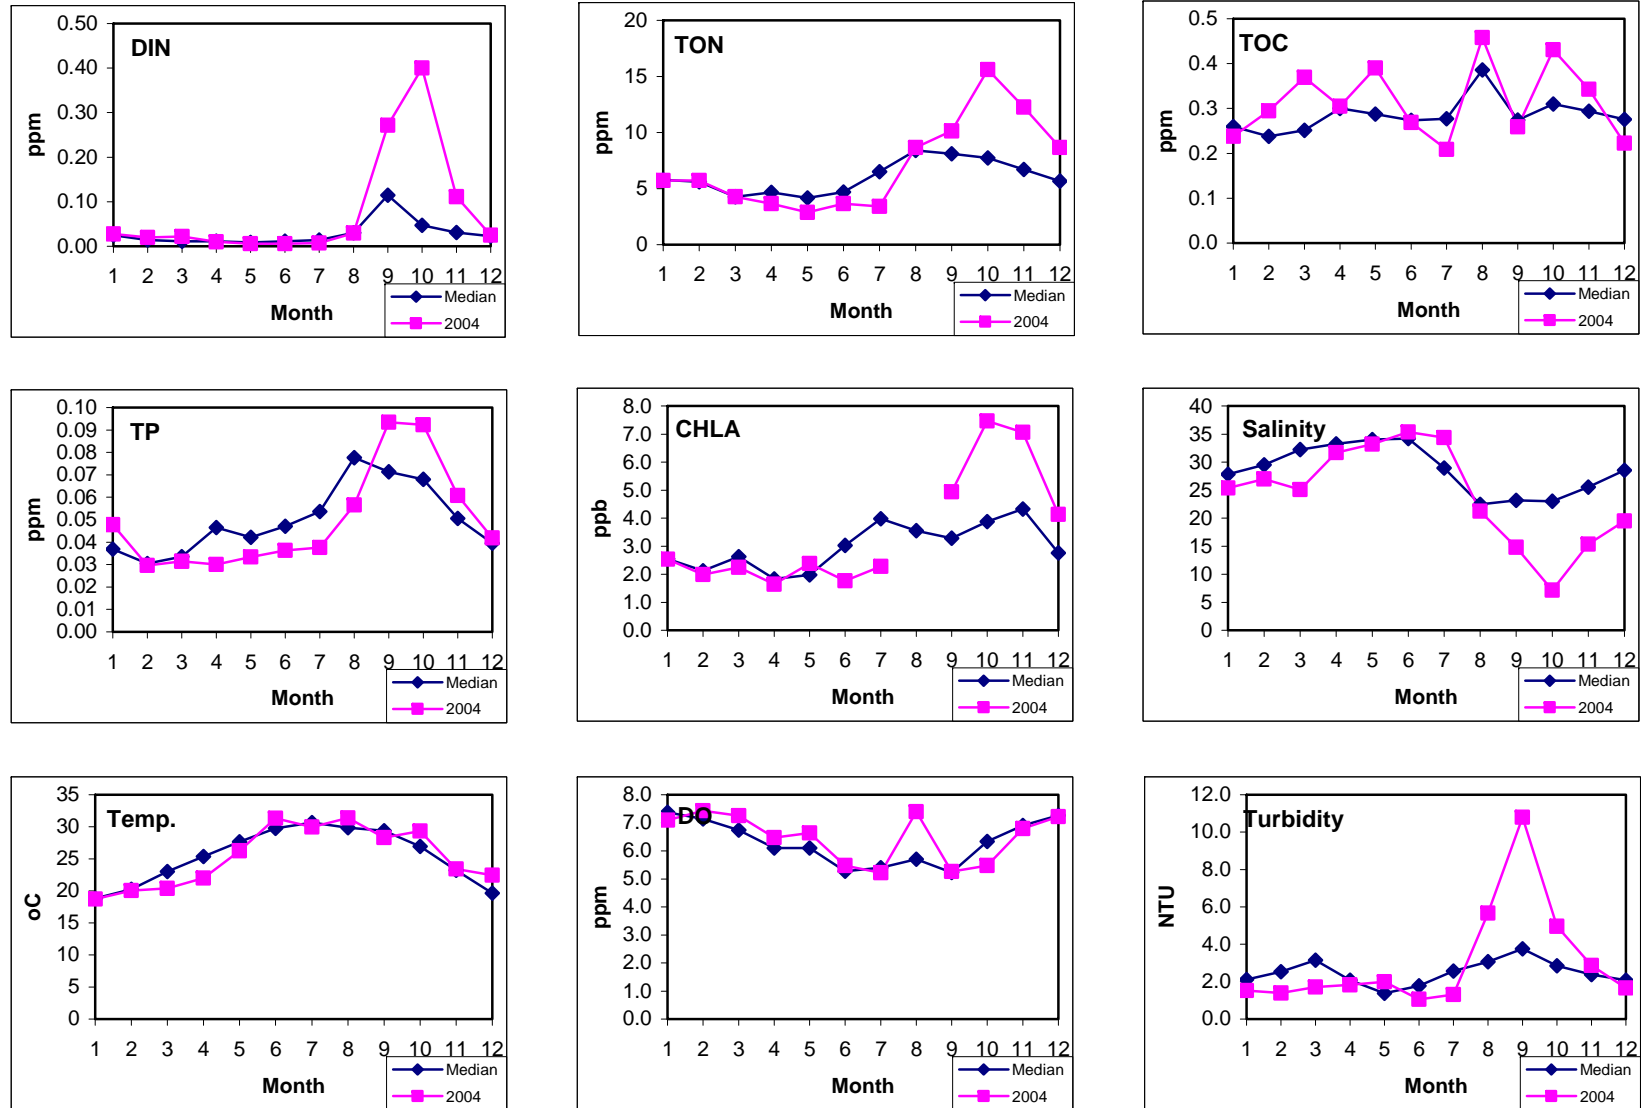 DIN
ppm
0.50
0.40
0.30
0.20
0.10
0.00
1 2 3 4 5 6 7 8 9 10 11 12
Month
Median
2004
TON
ppm
20
15
10
5
0
1 2 3 4 5 6 7 8 9 10 11 12
Month
Median
2004
TOC
ppm
0.5
0.4
0.3
0.2
0.1
0.0
1 2 3 4 5 6 7 8 9 10 11 12
Month
Median
2004
TP
ppm
0.10
0.09
0.08
0.07
0.06
0.05
0.04
0.03
0.02
0.01
0.00
1 2 3 4 5 6 7 8 9 10 11 12
Month
Median
2004
CHLA
ppb
8.0
7.0
6.0
5.0
4.0
3.0
2.0
1.0
0.0
1 2 3 4 5 6 7 8 9 10 11 12
Month
Median
2004
Salinity
40
35
30
25
20
15
10
5
0
1 2 3 4 5 6 7 8 9 10 11 12
Month
Median
2004
Temp.
oC
35
30
25
20
15
10
5
0
1 2 3 4 5 6 7 8 9 10 11 12
Month
Median
2004
DO
ppm
8.0
7.0
6.0
5.0
4.0
3.0
2.0
1.0
0.0
1 2 3 4 5 6 7 8 9 10 11 12
Month
Median
2004
Turbidity
NTU
12.0
10.0
8.0
6.0
4.0
2.0
0.0
1 2 3 4 5 6 7 8 9 10 11 12
Month
Median
2004